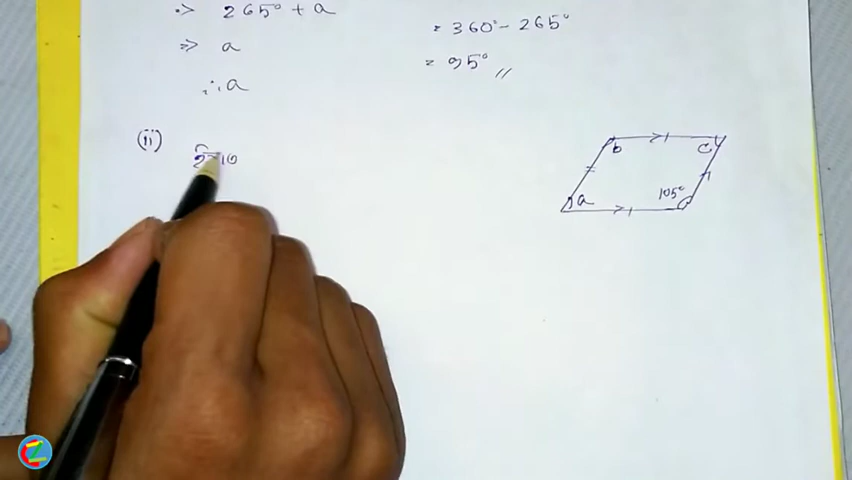 ∴> 265° + a
= 360° - 265°
=> a
= 95° //
∴ a
(ii)
b
c
105°
a